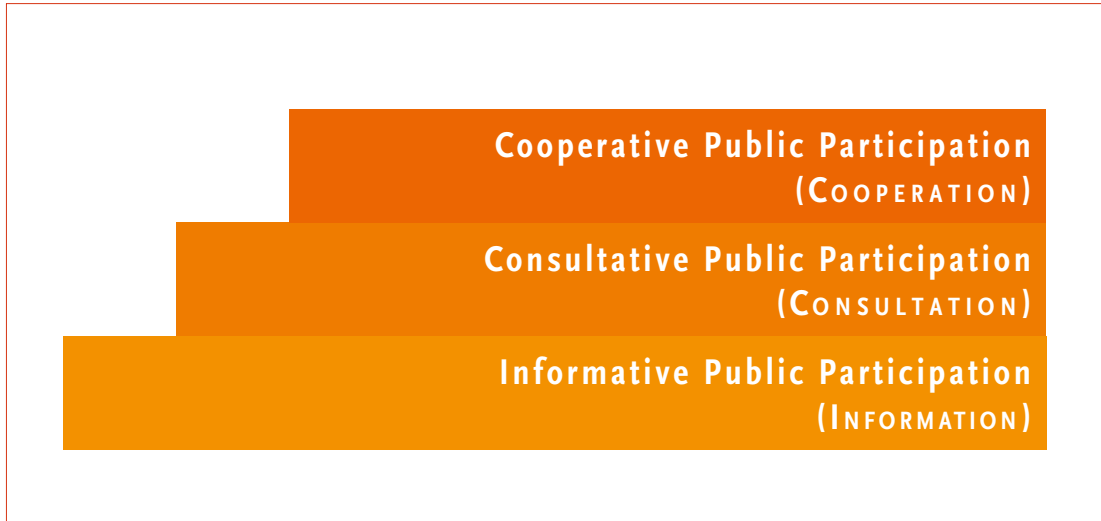 Cooperative Public Participation
(COOPERATION)
Consultative Public Participation
(CONSULTATION)
Informative Public Participation
(INFORMATION)